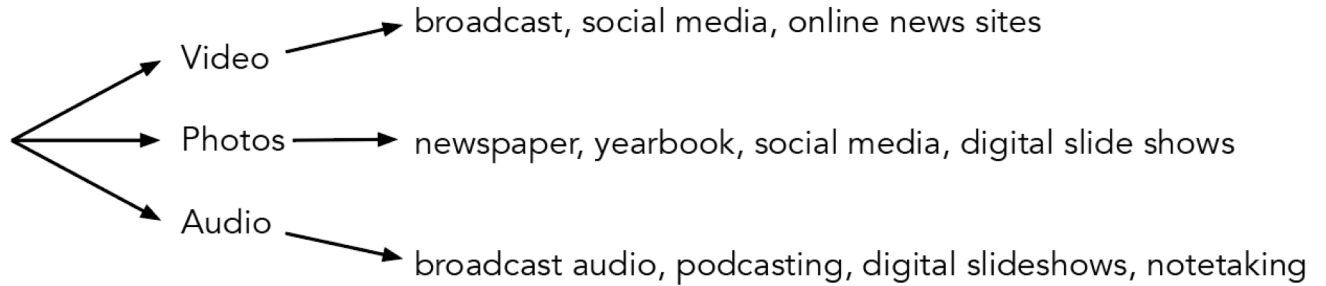 broadcast, social media, online news sites
Video
Photos
newspaper, yearbook, social media, digital slide shows
Audio
broadcast audio, podcasting, digital slideshows, notetaking